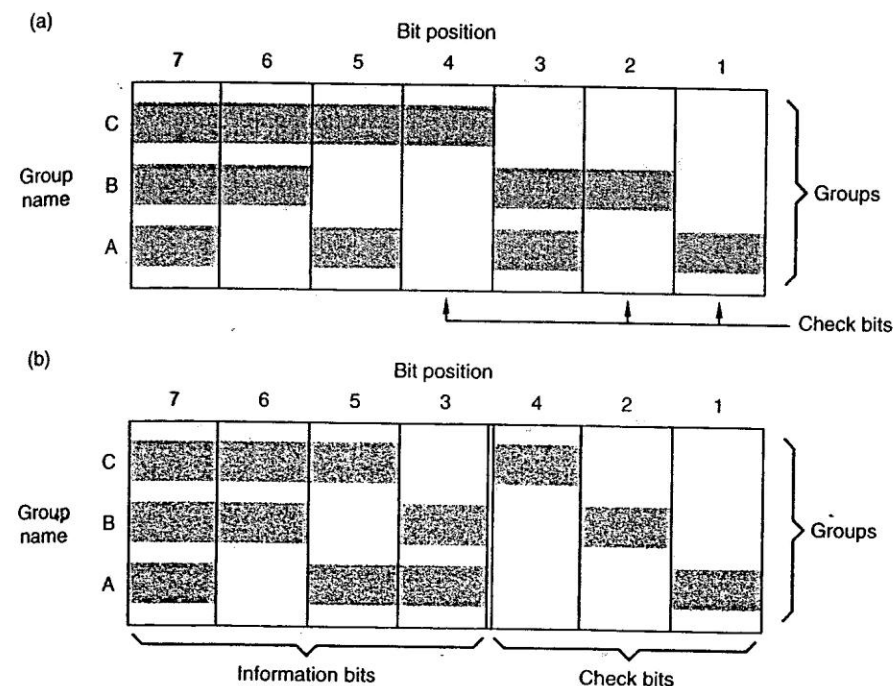 (a)
Bit position
7 6 5 4 3 2 1
C
Group name
B
Groups
A
Check bits
(b)
Bit position
7 6 5 3 4 2 1
C
Group name
B
Groups
A
Information bits
Check bits